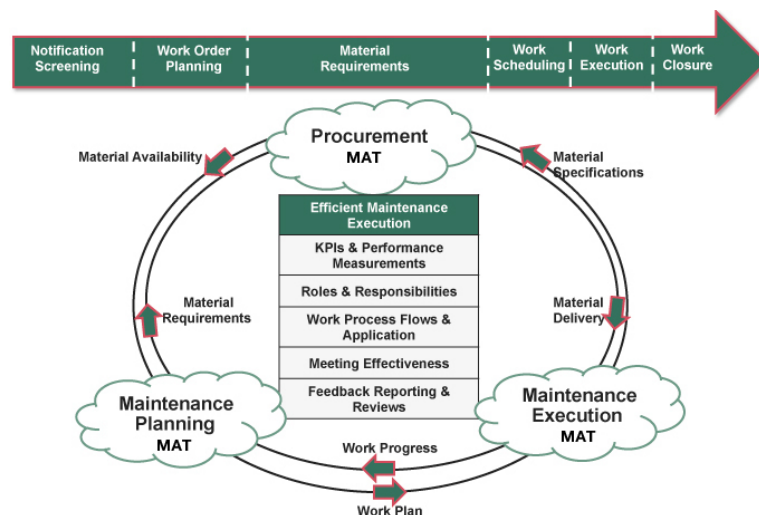 Notification
Screening
Work Order
Planning
Material
Requirements
Work
Scheduling
Work
Execution
Work
Closure
Procurement
MAT
Material Availability
Material
Specifications
Efficient Maintenance
Execution
KPIs & Performance
Measurements
Roles & Responsibilities
Work Process Flows &
Application
Meeting Effectiveness
Feedback Reporting &
Reviews
Material
Requirements
Material
Delivery
Maintenance
Planning
MAT
Maintenance
Execution
MAT
Work Progress
Work Plan